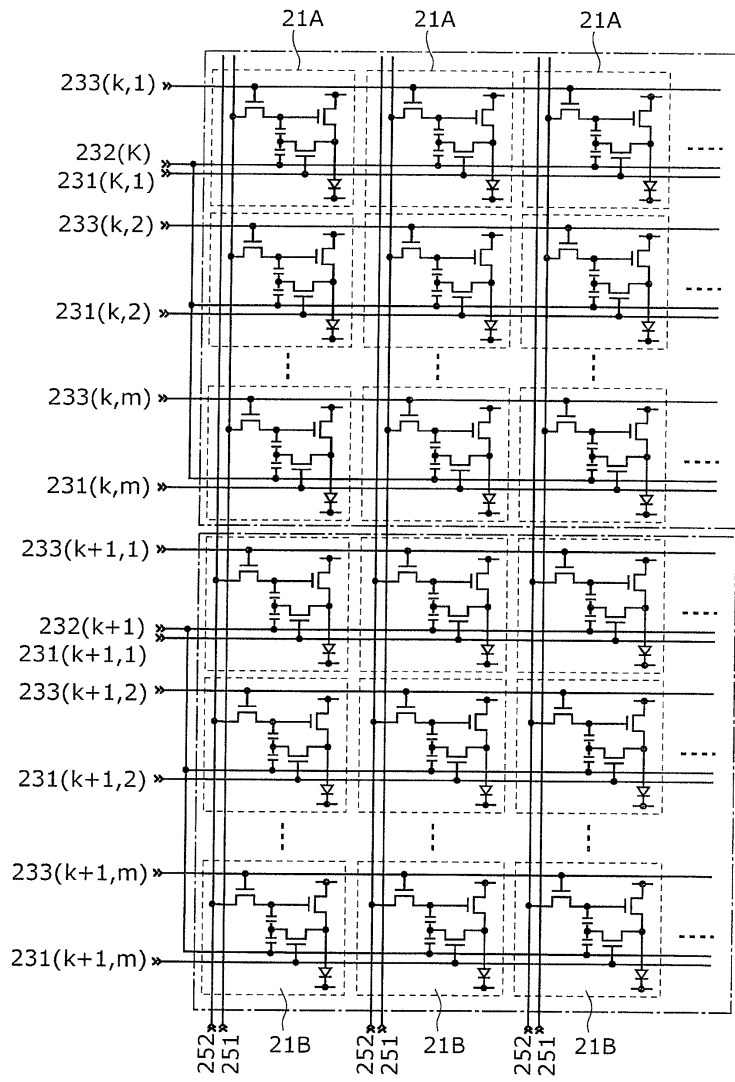 21A 21A 21A
233(k,1)
232(K)
231(K,1)
233(k,2)
231(k,2)
233(k,m)
231(k,m)
233(k+1,1)
232(k+1)
231(k+1,1)
233(k+1,2)
231(k+1,2)
233(k+1,m)
231(k+1,m)
252 251 21B 252 251 21B 252 251 21B